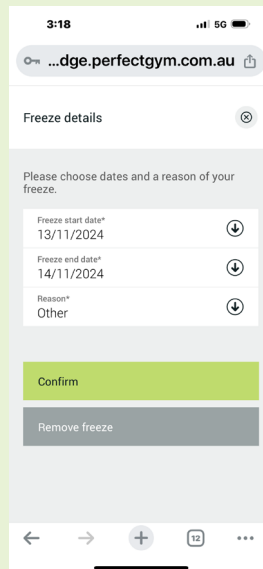 3:18
5G
...dge.perfectgym.com.au
Freeze details
Please choose dates and a reason of your
freeze.
Freeze start date*
13/11/2024
Freeze end date*
14/11/2024
Reason*
Other
Confirm
Remove freeze
12